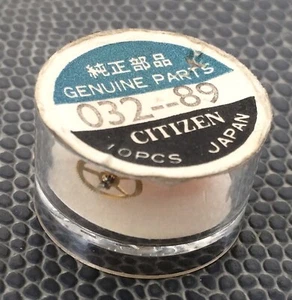 純正部品
GENUINE PARTS
032--89
CITIZEN
10PCS JAPAN